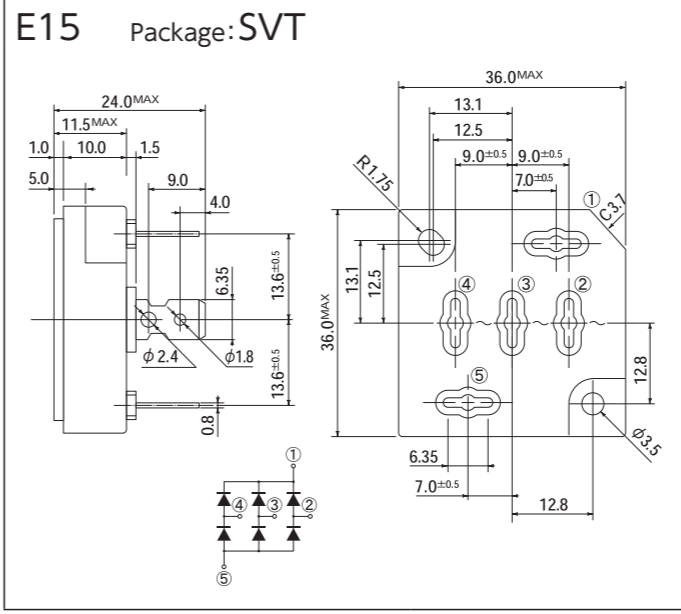 E15 Package:SVT
24.0MAX
11.5MAX
1.0 10.0 1.5
5.0 9.0
4.0
13.6±0.5
6.35
φ2.4 φ1.8
13.6±0.5
0.8
36.0MAX
13.1
12.5
9.0±0.5 9.0±0.5
7.0±0.5
R1.75
① C3.7
13.1
12.5
36.0MAX
④ ③ ②
~ ~
⑤
12.8
6.35
φ3.5
7.0±0.5
12.8
①
④ ③ ②
⑤